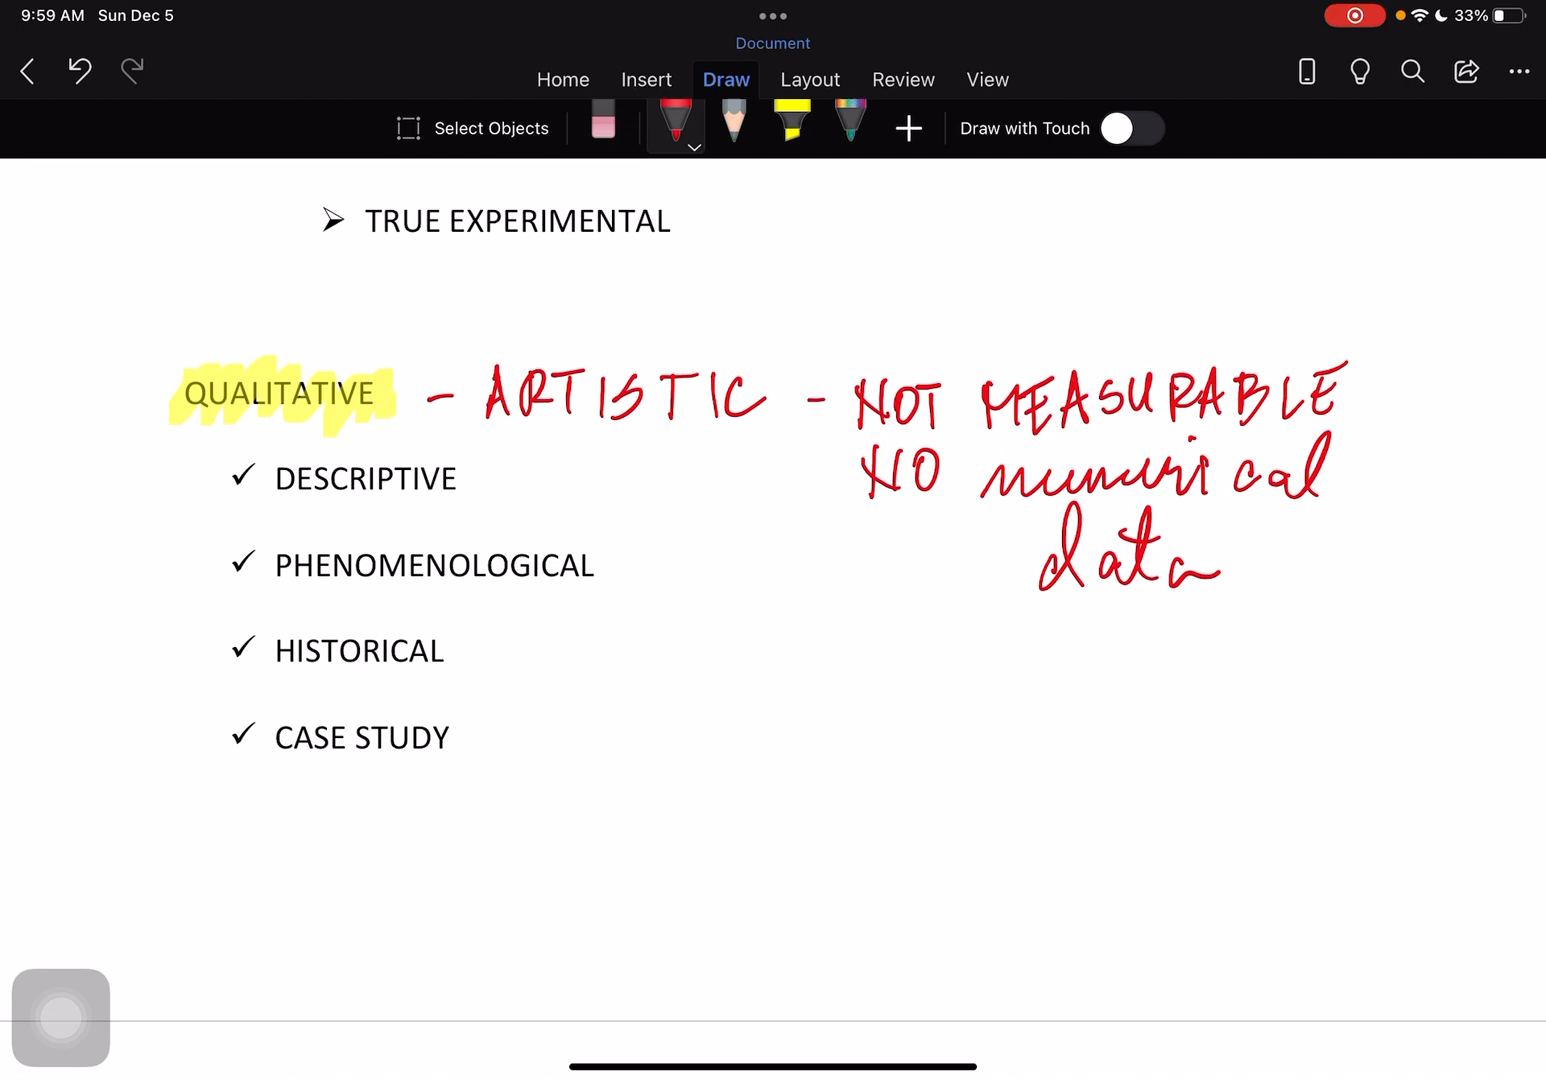 9:59 AM Sun Dec 5
33%
Document
Home Insert Draw Layout Review View
Select Objects
Draw with Touch
➢ TRUE EXPERIMENTAL
QUALITATIVE - ARTISTIC - NOT MEASURABLE
NO numerical
data
✓ DESCRIPTIVE
✓ PHENOMENOLOGICAL
✓ HISTORICAL
✓ CASE STUDY